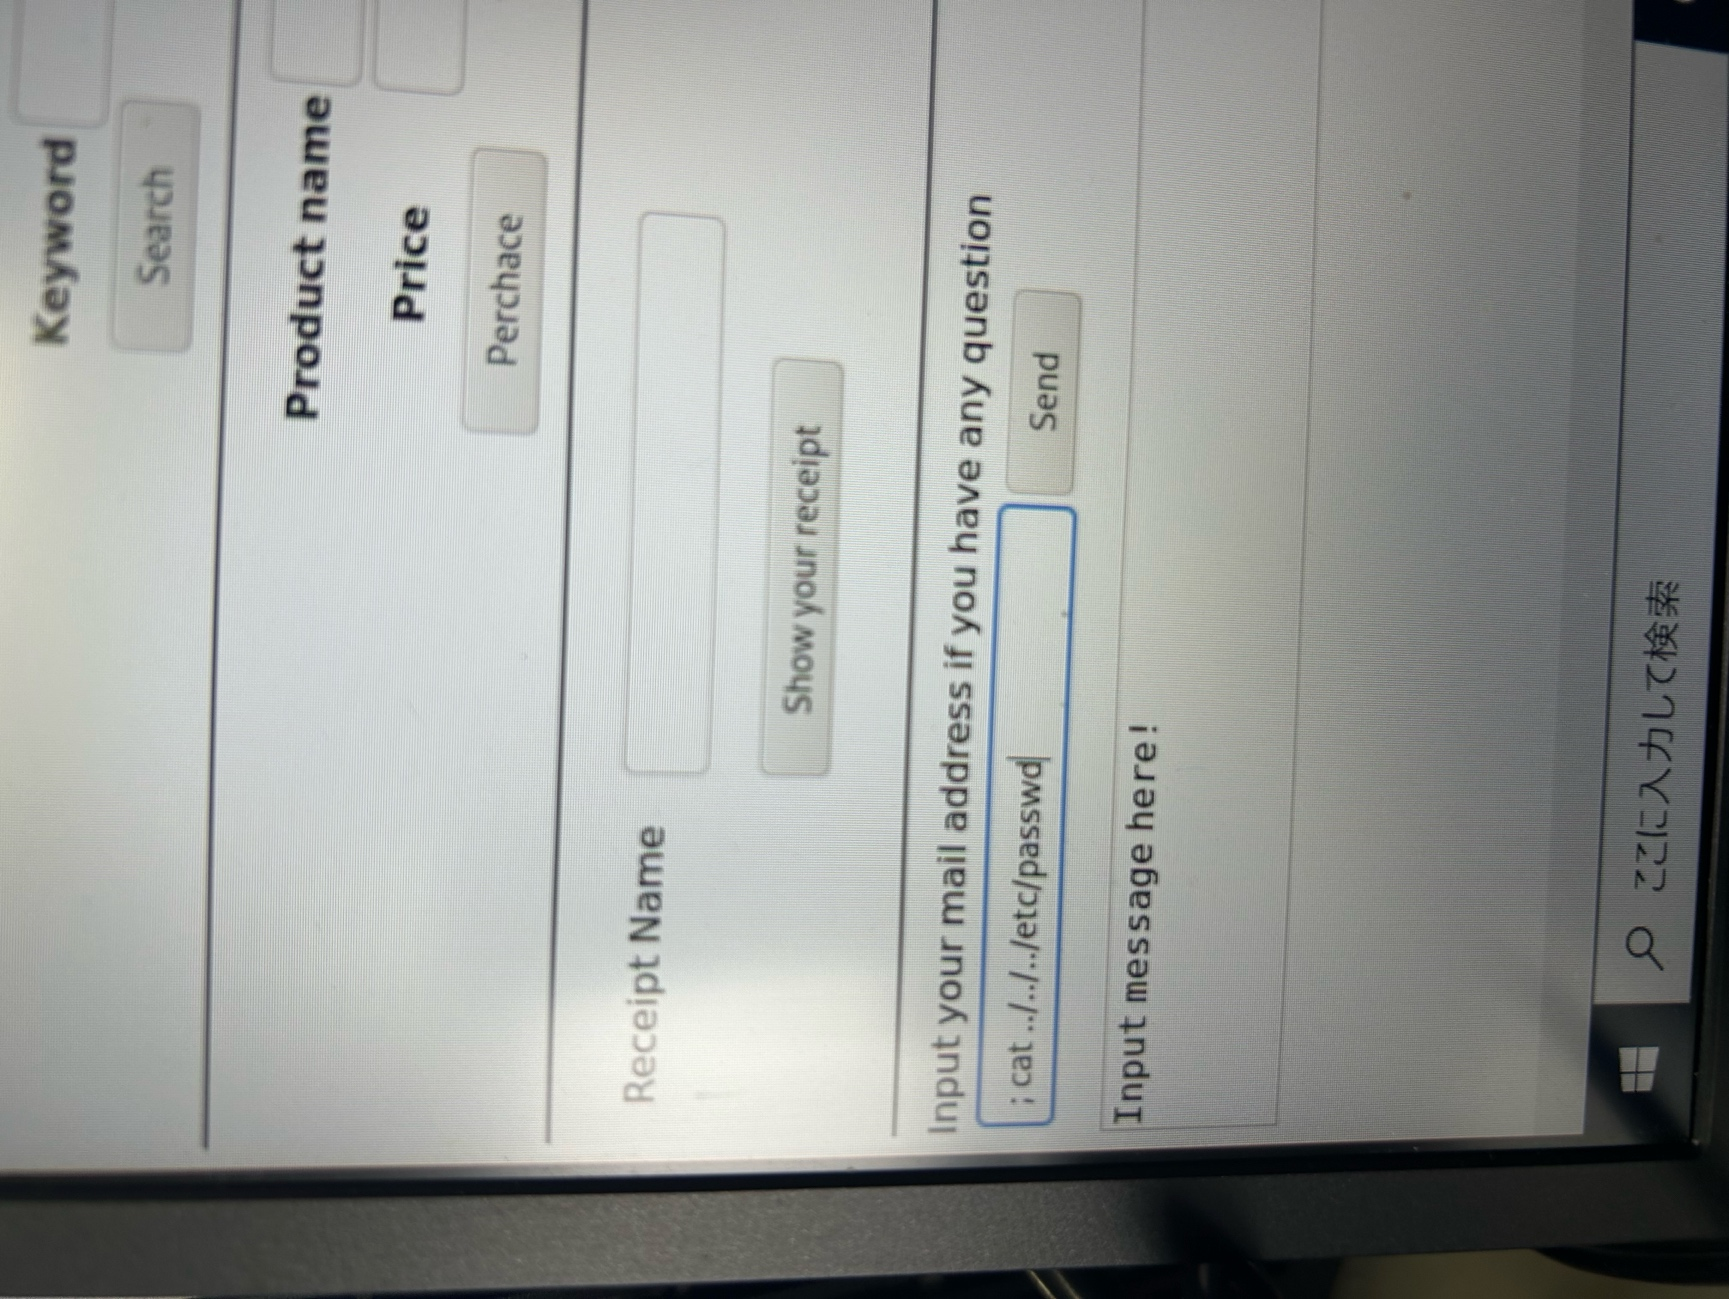 Keyword
Search
Product name
Price
Perchace
Receipt Name
Show your receipt
Input your mail address if you have any question
; cat ../../../etc/passwd
Send
Input message here!
ここに入力して検索